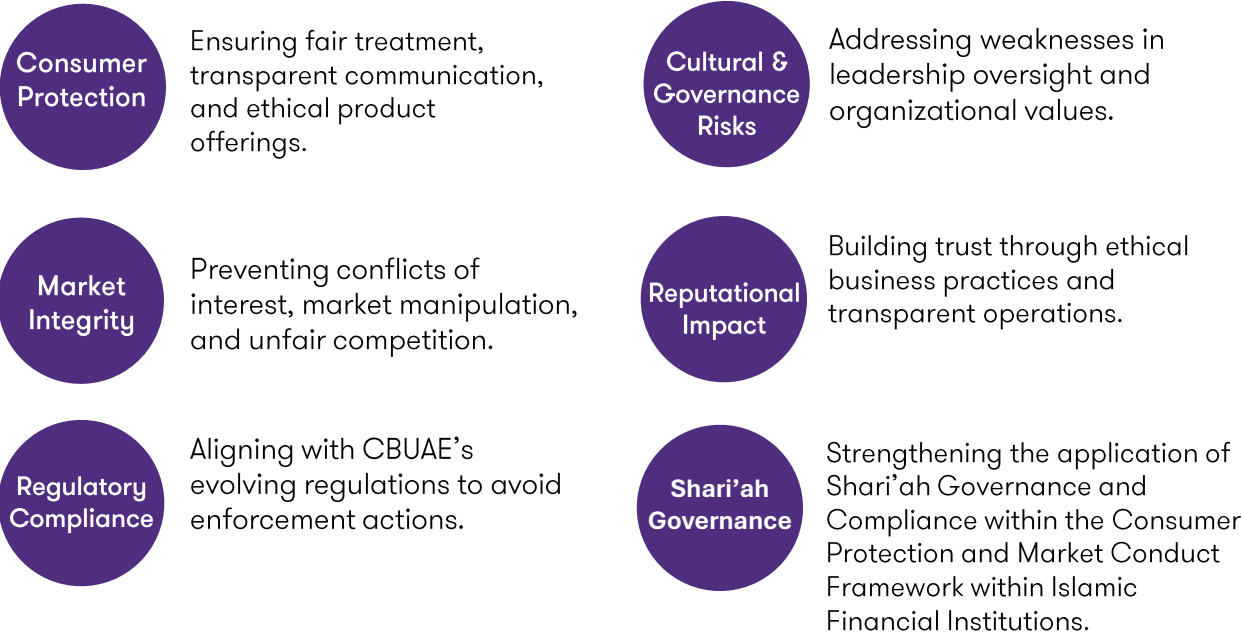 Consumer
Protection
Ensuring fair treatment,
transparent communication,
and ethical product
offerings.
Market
Integrity
Preventing conflicts of
interest, market manipulation,
and unfair competition.
Regulatory
Compliance
Aligning with CBUAE’s
evolving regulations to avoid
enforcement actions.
Cultural &
Governance
Risks
Addressing weaknesses in
leadership oversight and
organizational values.
Reputational
Impact
Building trust through ethical
business practices and
transparent operations.
Shari’ah
Governance
Strengthening the application of
Shari’ah Governance and
Compliance within the Consumer
Protection and Market Conduct
Framework within Islamic
Financial Institutions.